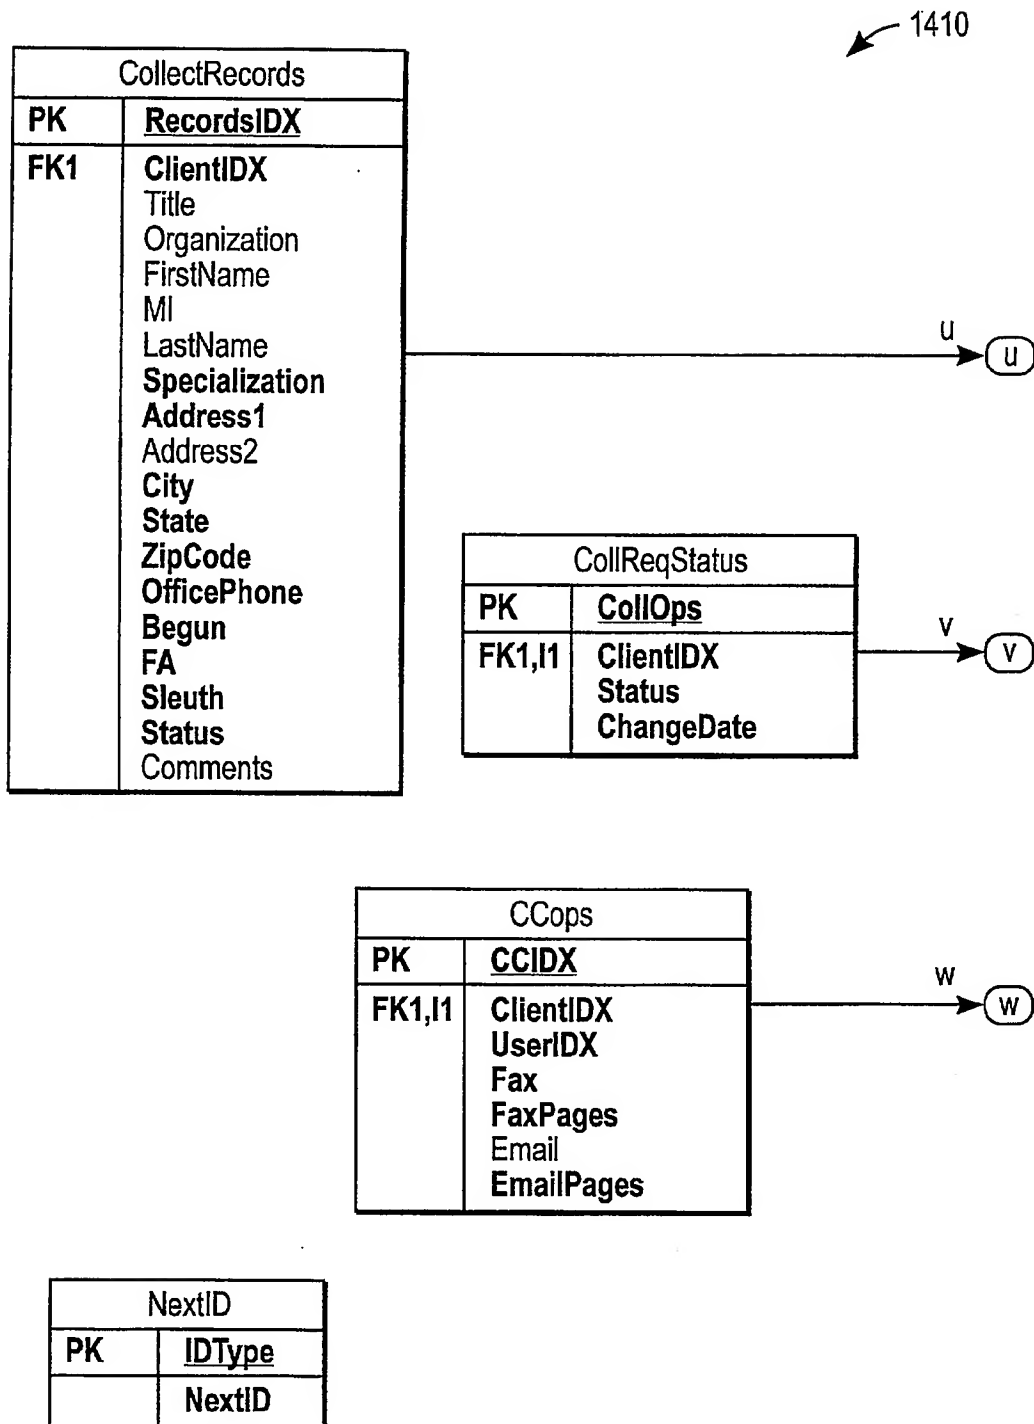 1410
CollectRecords
PK RecordsIDX
FK1 ClientIDX
Title
Organization
FirstName
MI
LastName
Specialization
Address1
Address2
City
State
ZipCode
OfficePhone
Begun
FA
Sleuth
Status
Comments
u
u
CollReqStatus
PK CollOps
FK1,I1 ClientIDX
Status
ChangeDate
v
v
CCops
PK CCIDX
FK1,I1 ClientIDX
UserIDX
Fax
FaxPages
Email
EmailPages
w
w
NextID
PK IDType
NextID